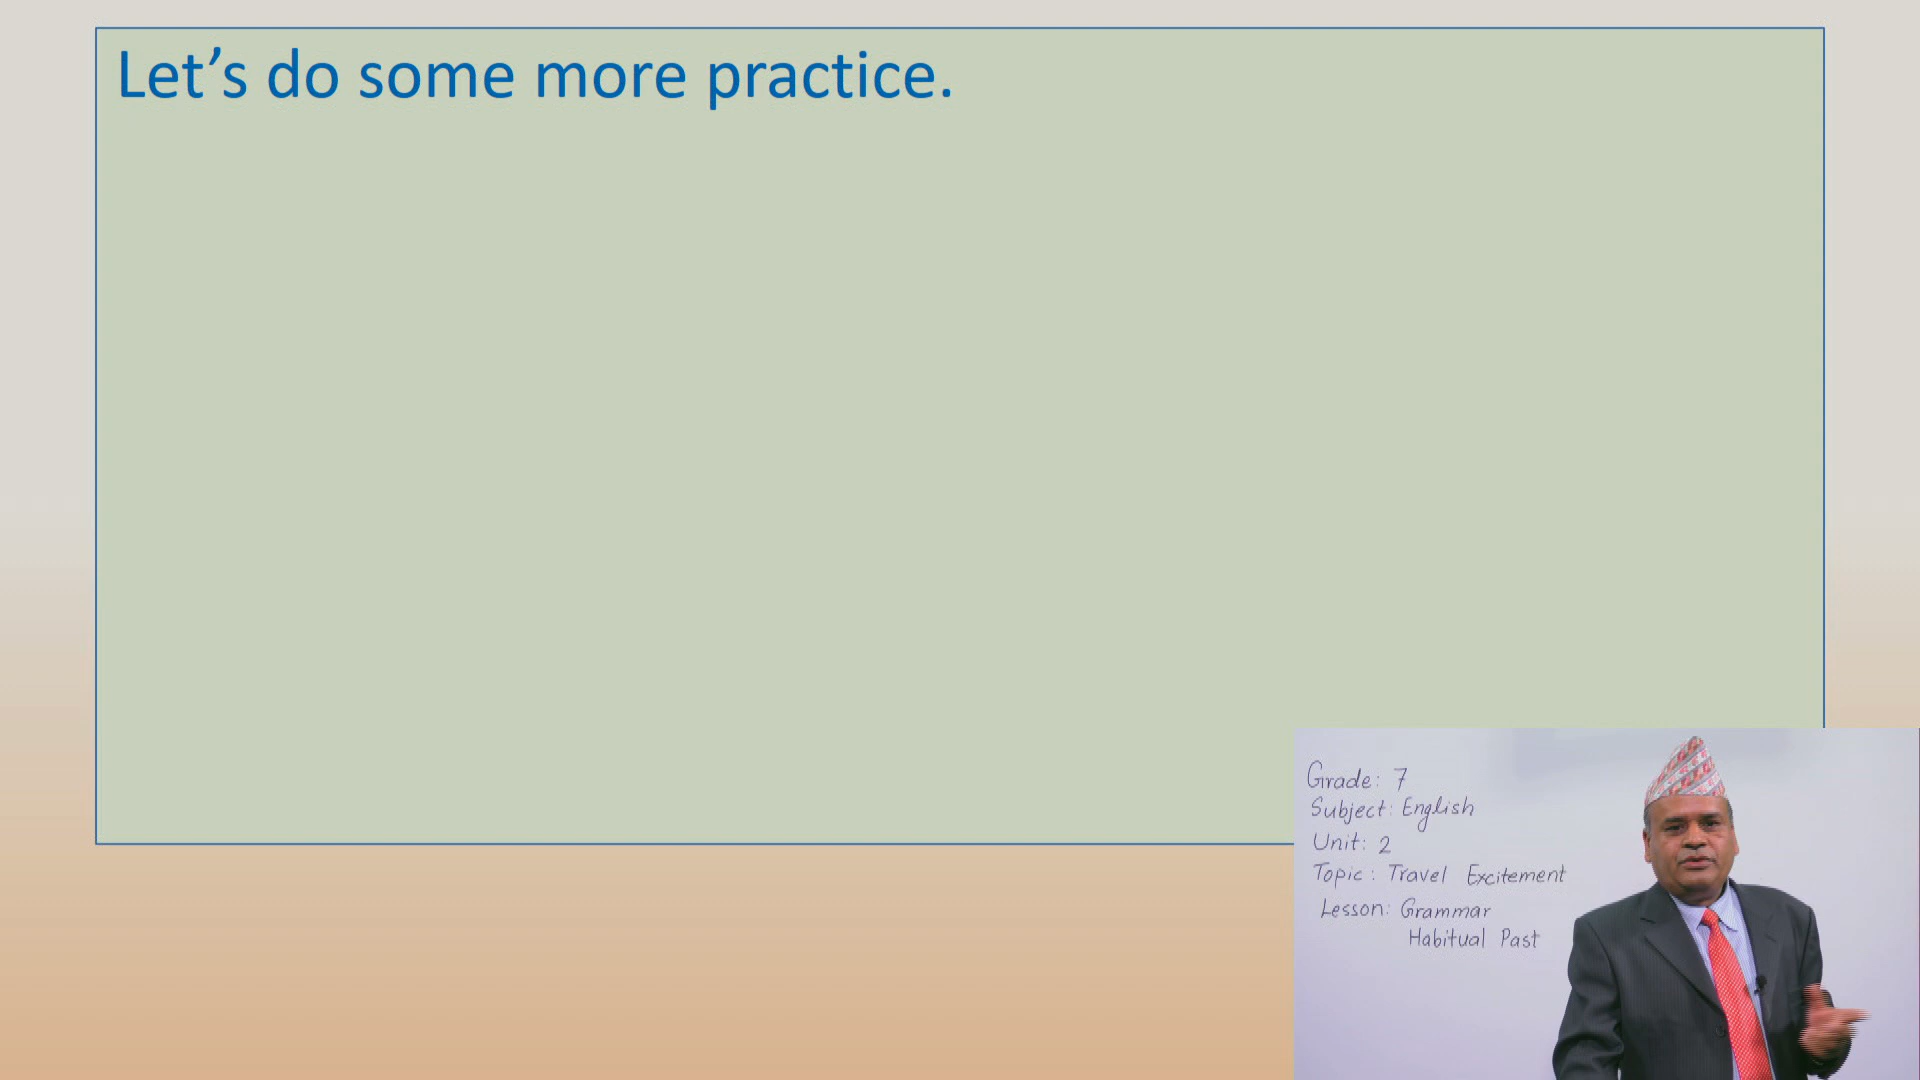 Let’s do some more practice.
Grade: 7
Subject: English
Unit: 2
Topic: Travel Excitement
Lesson: Grammar
Habitual Past